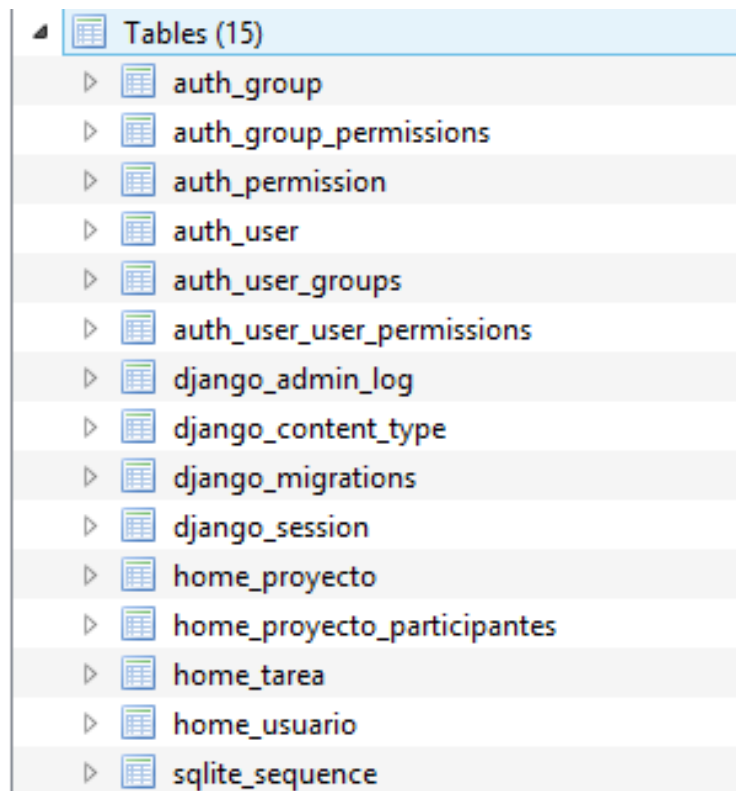 Tables (15)
auth_group
auth_group_permissions
auth_permission
auth_user
auth_user_groups
auth_user_user_permissions
django_admin_log
django_content_type
django_migrations
django_session
home_proyecto
home_proyecto_participantes
home_tarea
home_usuario
sqlite_sequence